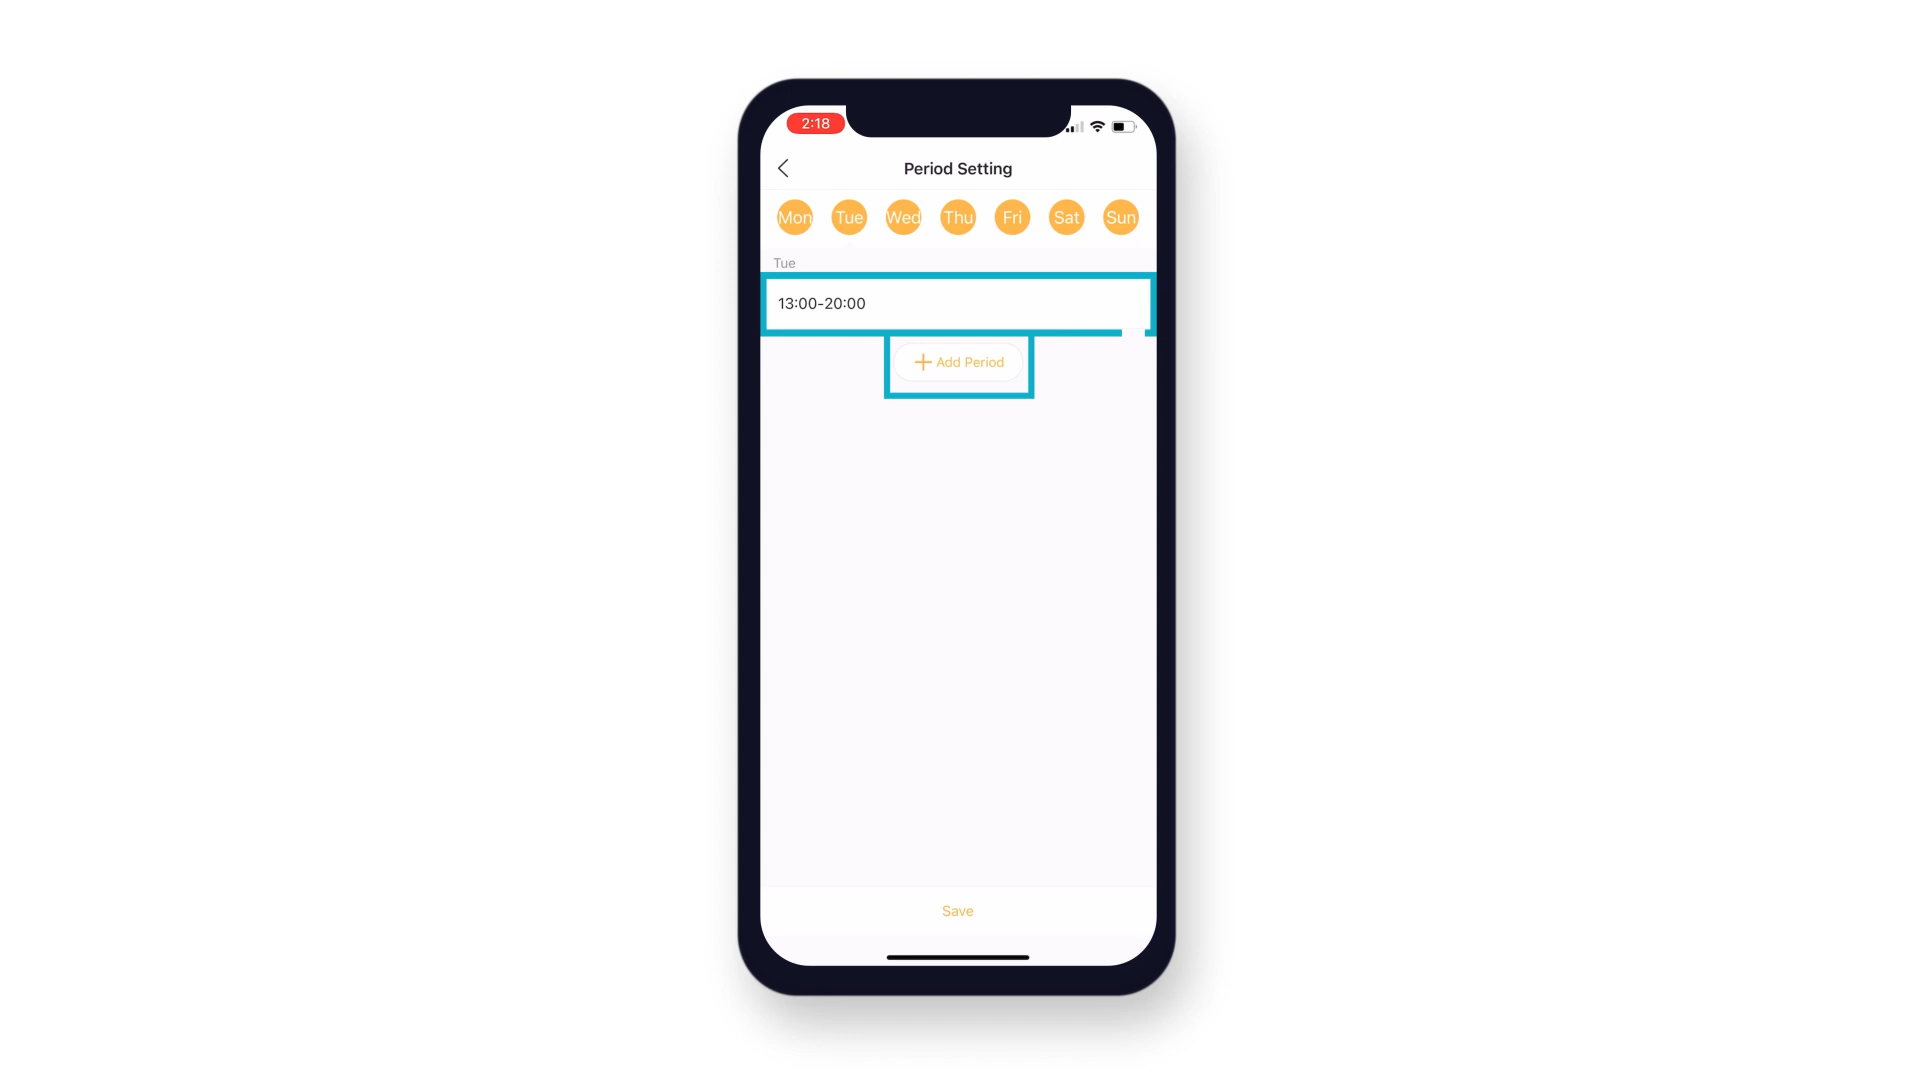 2:18
Period Setting
Mon Tue Wed Thu Fri Sat Sun
Tue
13:00-20:00
Add Period
Save